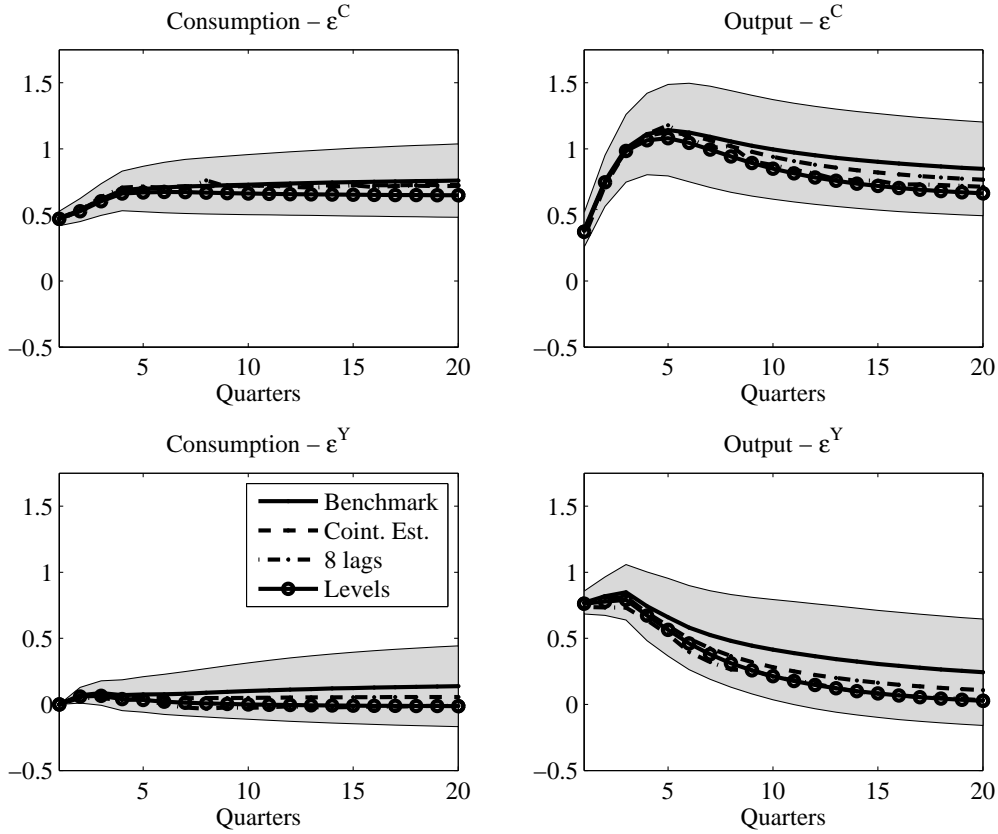 Consumption – ε^C
1.5
1
0.5
0
−0.5
5 10 15 20
Quarters
Output – ε^C
1.5
1
0.5
0
−0.5
5 10 15 20
Quarters
Consumption – ε^Y
1.5
1
0.5
0
−0.5
Benchmark
Coint. Est.
8 lags
Levels
5 10 15 20
Quarters
Output – ε^Y
1.5
1
0.5
0
−0.5
5 10 15 20
Quarters